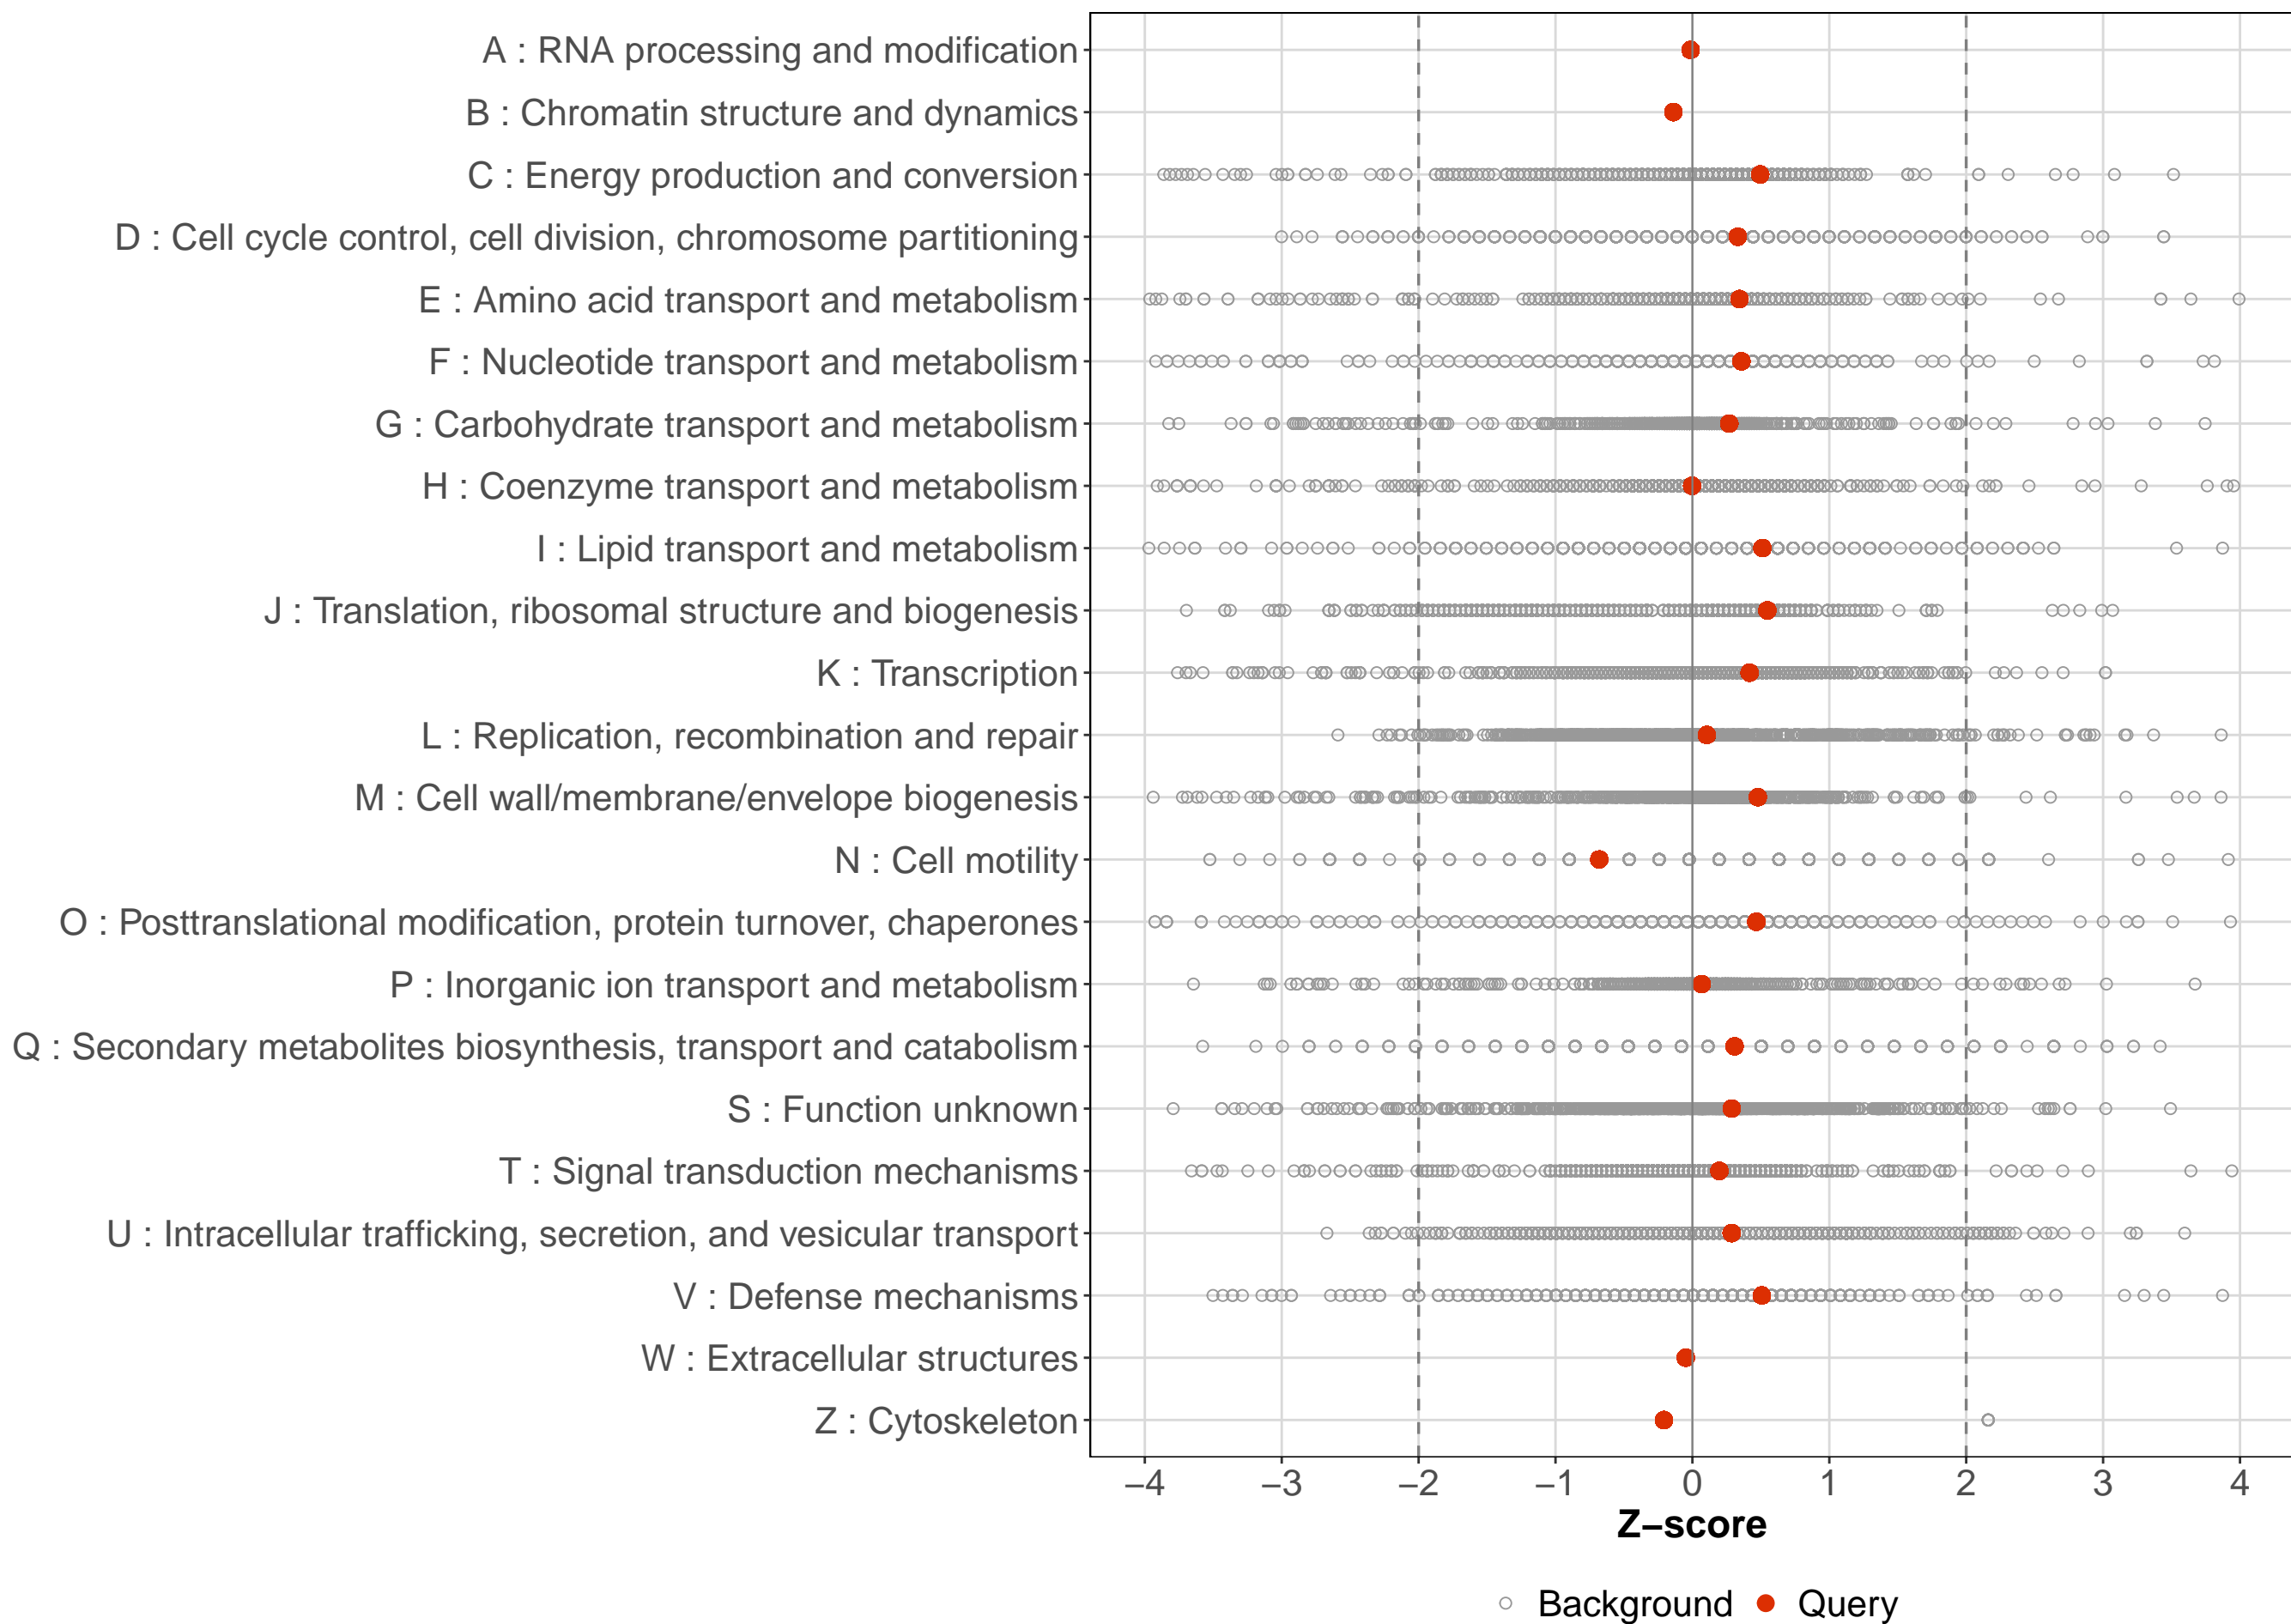 A : RNA processing and modification
B : Chromatin structure and dynamics
C : Energy production and conversion
D : Cell cycle control, cell division, chromosome partitioning
E : Amino acid transport and metabolism
F : Nucleotide transport and metabolism
G : Carbohydrate transport and metabolism
H : Coenzyme transport and metabolism
I : Lipid transport and metabolism
J : Translation, ribosomal structure and biogenesis
K : Transcription
L : Replication, recombination and repair
M : Cell wall/membrane/envelope biogenesis
N : Cell motility
O : Posttranslational modification, protein turnover, chaperones
P : Inorganic ion transport and metabolism
Q : Secondary metabolites biosynthesis, transport and catabolism
S : Function unknown
T : Signal transduction mechanisms
U : Intracellular trafficking, secretion, and vesicular transport
V : Defense mechanisms
W : Extracellular structures
Z : Cytoskeleton
−4 −3 −2 −1 0 1 2 3 4
Z−score
Background Query